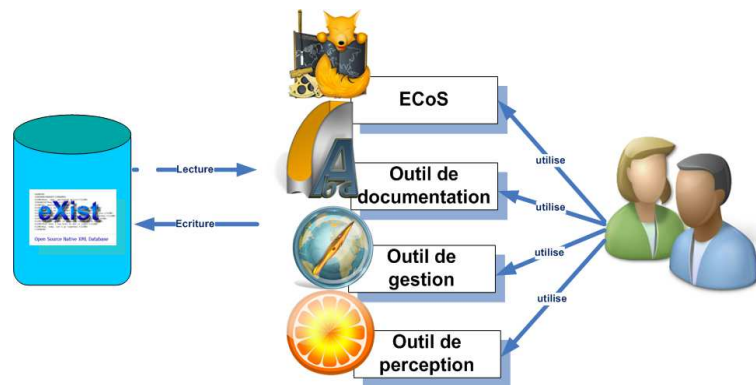 ECoS
Outil de
documentation
Outil de
gestion
Outil de
perception
Lecture
Ecriture
eXist
Open Source Native XML Database
utilise
utilise
utilise
utilise